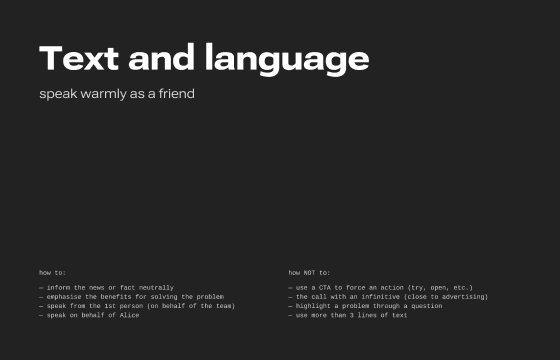 Text and language
speak warmly as a friend
how to:
— inform the news or fact neutrally
— emphasise the benefits for solving the problem
— speak from the 1st person (on behalf of the team)
— speak on behalf of Alice
how NOT to:
— use a CTA to force an action (try, open, etc.)
— the call with an infinitive (close to advertising)
— highlight a problem through a question
— use more than 3 lines of text